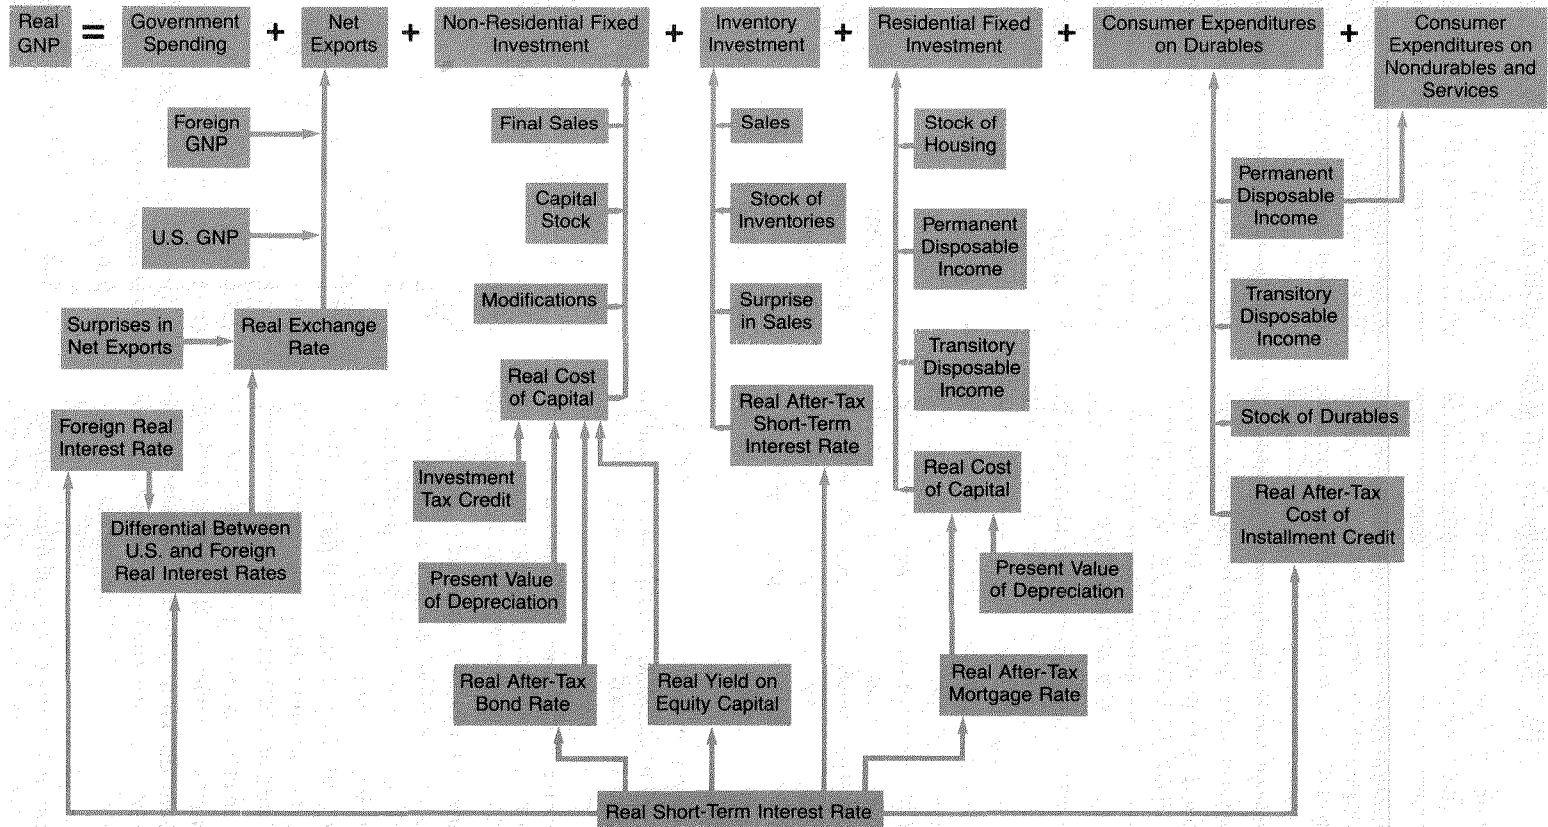 Real
GNP
=
Government
Spending
+
Net
Exports
+
Non-Residential Fixed
Investment
+
Inventory
Investment
+
Residential Fixed
Investment
+
Consumer Expenditures
on Durables
+
Consumer
Expenditures on
Nondurables and
Services
Foreign
GNP
U.S. GNP
Surprises in
Net Exports
Real Exchange
Rate
Foreign Real
Interest Rate
Differential Between
U.S. and Foreign
Real Interest Rates
Final Sales
Capital
Stock
Modifications
Real Cost
of Capital
Investment
Tax Credit
Present Value
of Depreciation
Real After-Tax
Bond Rate
Real Yield on
Equity Capital
Sales
Stock of
Inventories
Surprise
in Sales
Real After-Tax
Short-Term
Interest Rate
Stock of
Housing
Permanent
Disposable
Income
Transitory
Disposable
Income
Real Cost
of Capital
Present Value
of Depreciation
Real After-Tax
Mortgage Rate
Permanent
Disposable
Income
Transitory
Disposable
Income
Stock of Durables
Real After-Tax
Cost of
Installment Credit
Real Short-Term Interest Rate